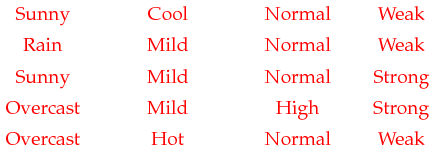 Sunny Cool Normal Weak
Rain Mild Normal Weak
Sunny Mild Normal Strong
Overcast Mild High Strong
Overcast Hot Normal Weak